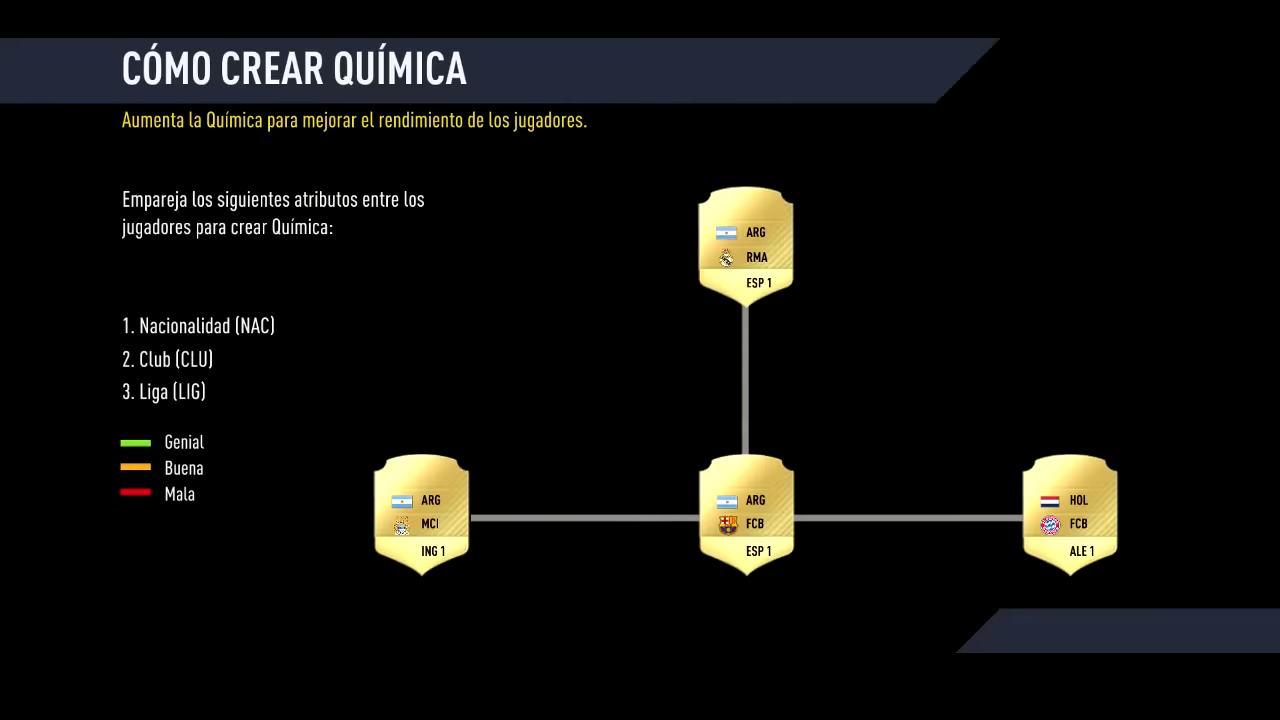 CÓMO CREAR QUÍMICA
Aumenta la Química para mejorar el rendimiento de los jugadores.
Empareja los siguientes atributos entre los
jugadores para crear Química:
1. Nacionalidad (NAC)
2. Club (CLU)
3. Liga (LIG)
Genial
Buena
Mala
ARG
RMA
ESP 1
ARG
MCI
ING 1
ARG
FCB
ESP 1
HOL
FCB
ALE 1